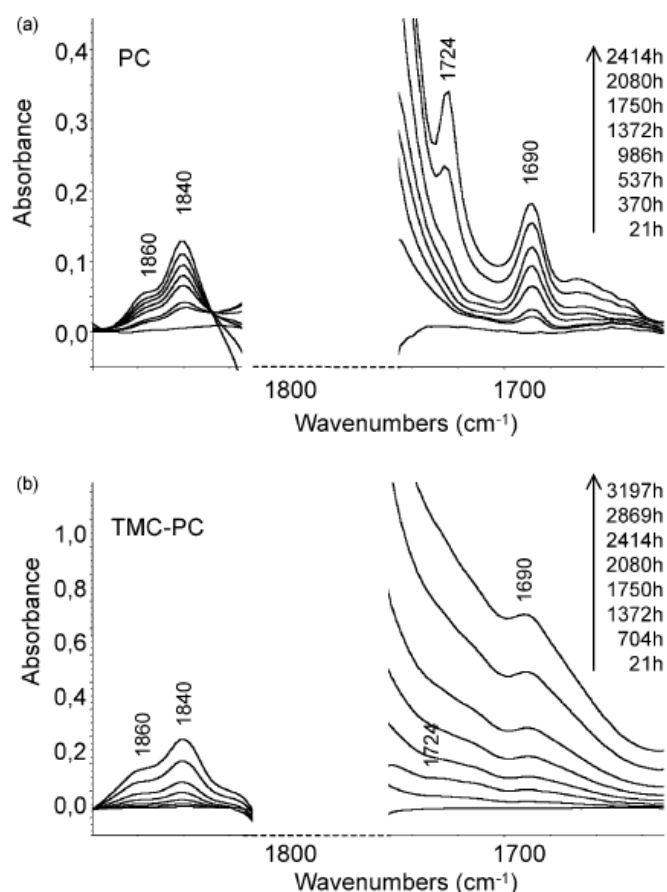 (a)
PC
Absorbance
0,4
0,3
0,2
0,1
0,0
1860
1840
1724
1690
2414h
2080h
1750h
1372h
986h
537h
370h
21h
1800
1700
Wavenumbers (cm⁻¹)
(b)
TMC-PC
Absorbance
1,0
0,8
0,6
0,4
0,2
0,0
1860
1840
1724
1690
3197h
2869h
2414h
2080h
1750h
1372h
704h
21h
1800
1700
Wavenumbers (cm⁻¹)